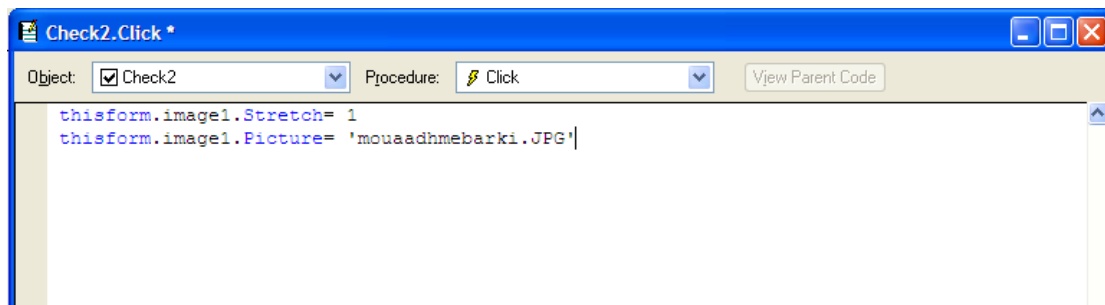 Check2.Click *
Object: Check2 Procedure: Click View Parent Code
thisform.image1.Stretch= 1
thisform.image1.Picture= 'mouaadhmebarki.JPG'